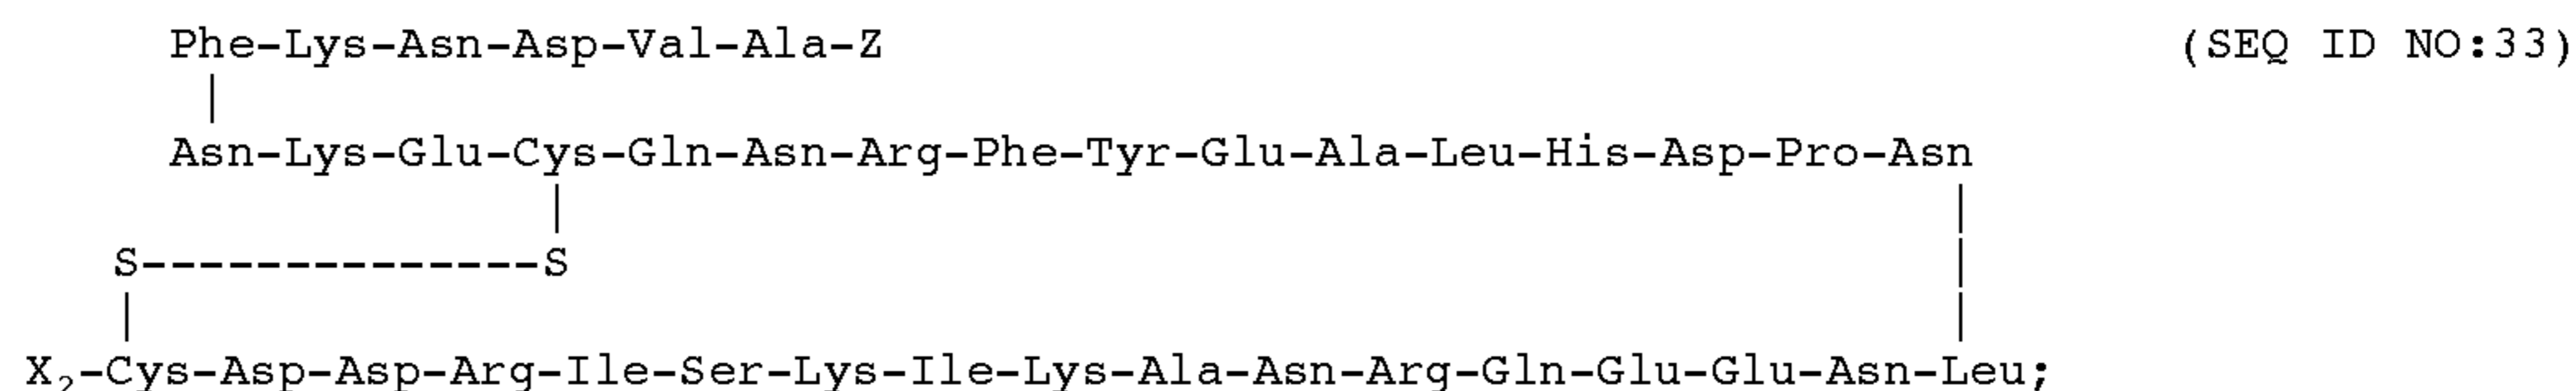 Phe-Lys-Asn-Asp-Val-Ala-Z (SEQ ID NO:33)
|
Asn-Lys-Glu-Cys-Gln-Asn-Arg-Phe-Tyr-Glu-Ala-Leu-His-Asp-Pro-Asn
| |
S--------------S |
| |
X₂-Cys-Asp-Asp-Arg-Ile-Ser-Lys-Ile-Lys-Ala-Asn-Arg-Gln-Glu-Glu-Asn-Leu;